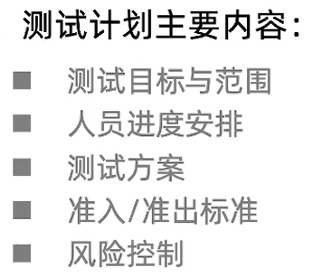 测试计划主要内容：
测试目标与范围
人员进度安排
测试方案
准入/准出标准
风险控制